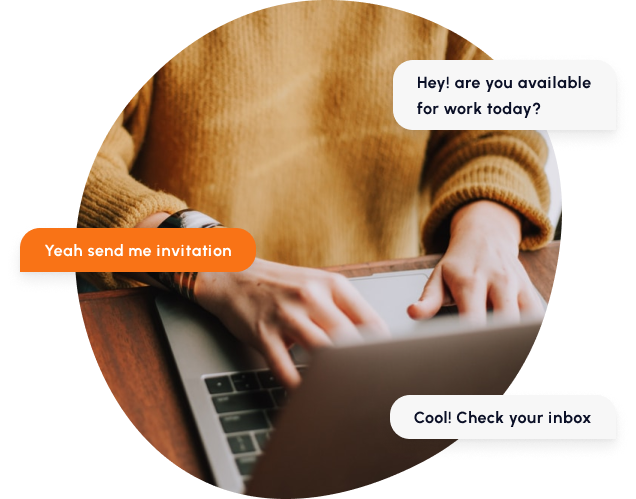 Hey! are you available
for work today?
Yeah send me invitation
Cool! Check your inbox